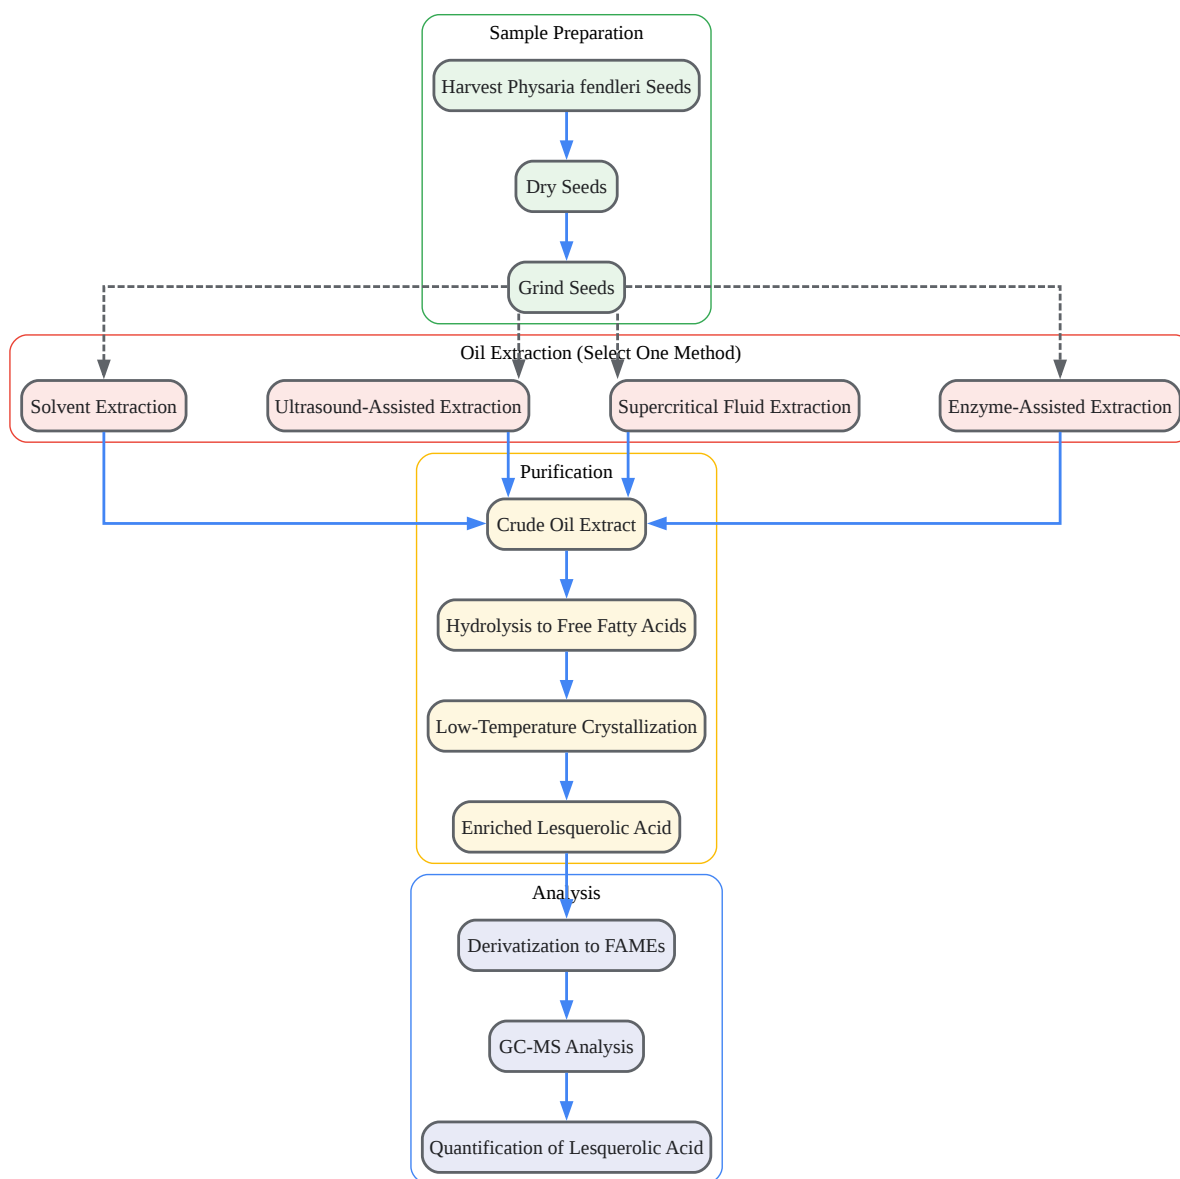 Sample Preparation
Harvest Physaria fendleri Seeds
Dry Seeds
Grind Seeds
Oil Extraction (Select One Method)
Solvent Extraction
Ultrasound-Assisted Extraction
Supercritical Fluid Extraction
Enzyme-Assisted Extraction
Purification
Crude Oil Extract
Hydrolysis to Free Fatty Acids
Low-Temperature Crystallization
Enriched Lesquerolic Acid
Analysis
Derivatization to FAMEs
GC-MS Analysis
Quantification of Lesquerolic Acid